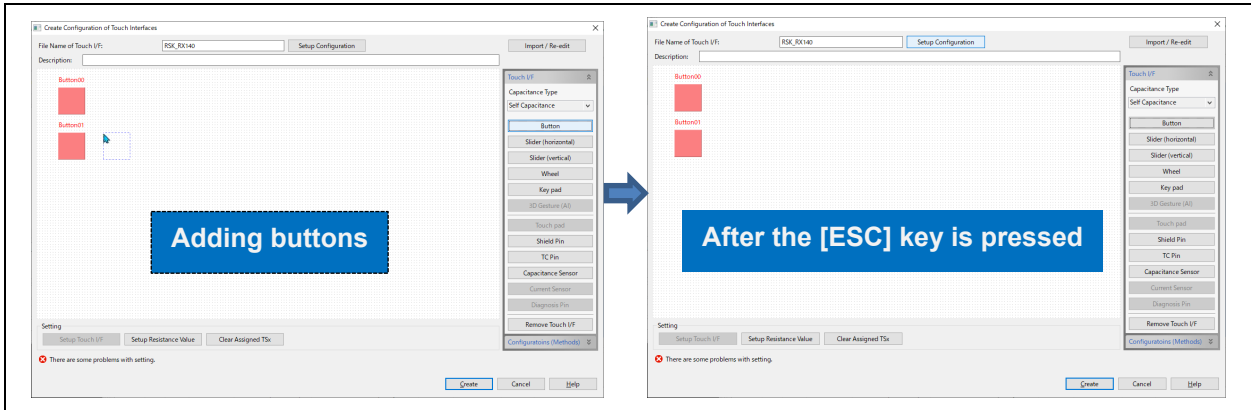 Create Configuration of Touch Interfaces
File Name of Touch I/F: RSK_RX140 Setup Configuration Import / Re-edit
Description:
Button00
Button01
Adding buttons
Touch I/F
Capacitance Type
Self Capacitance
Button
Slider (horizontal)
Slider (vertical)
Wheel
Key pad
3D Gesture (AI)
Touch pad
Shield Pin
TC Pin
Capacitance Sensor
Current Sensor
Diagnosis Pin
Remove Touch I/F
Configuratoins (Methods)
Setting
Setup Touch I/F Setup Resistance Value Clear Assigned TSx
There are some problems with setting.
Create Cancel Help
Create Configuration of Touch Interfaces
File Name of Touch I/F: RSK_RX140 Setup Configuration Import / Re-edit
Description:
Button00
Button01
After the [ESC] key is pressed
Touch I/F
Capacitance Type
Self Capacitance
Button
Slider (horizontal)
Slider (vertical)
Wheel
Key pad
3D Gesture (AI)
Touch pad
Shield Pin
TC Pin
Capacitance Sensor
Current Sensor
Diagnosis Pin
Remove Touch I/F
Configuratoins (Methods)
Setting
Setup Touch I/F Setup Resistance Value Clear Assigned TSx
There are some problems with setting.
Create Cancel Help